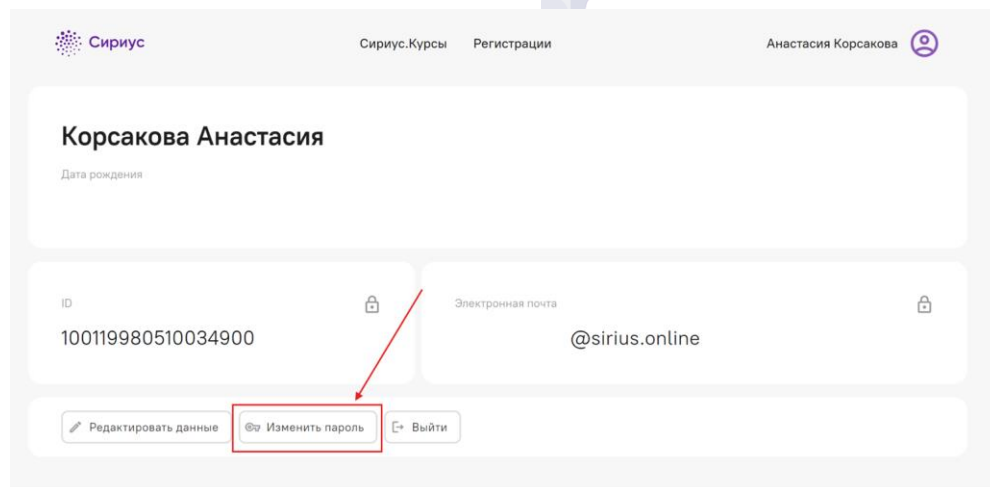 Сириус Сириус.Курсы Регистрации Анастасия Корсакова
Корсакова Анастасия
Дата рождения
ID
100119980510034900
Электронная почта
@sirius.online
Редактировать данные Изменить пароль Выйти